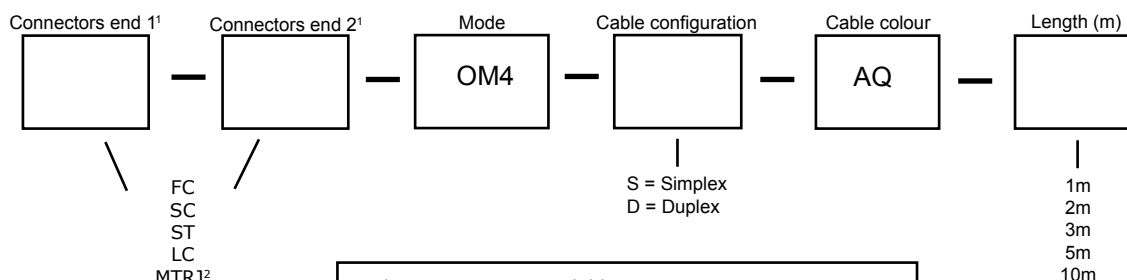 Connectors end 1¹
Connectors end 2¹
Mode
Cable configuration
Cable colour
Length (m)
OM4
AQ
FC
SC
ST
LC
MTRJ²
S = Simplex
D = Duplex
1m
2m
3m
5m
10m